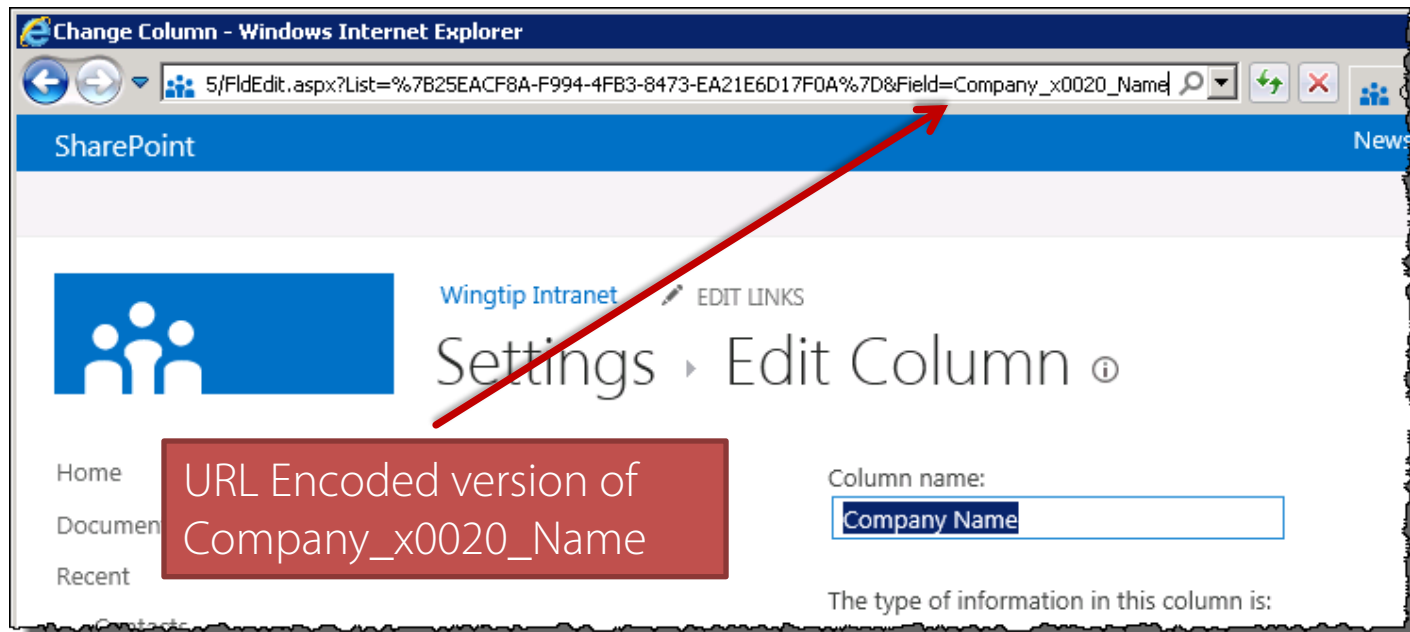 Change Column - Windows Internet Explorer
5/FldEdit.aspx?List=%7B25EACF8A-F994-4FB3-8473-EA21E6D17F0A%7D&Field=Company_x0020_Name
SharePoint
News
Wingtip Intranet EDIT LINKS
Settings Edit Column
Home
URL Encoded version of
Company_x0020_Name
Column name:
Documen
Company Name
Recent
The type of information in this column is:
Contacts